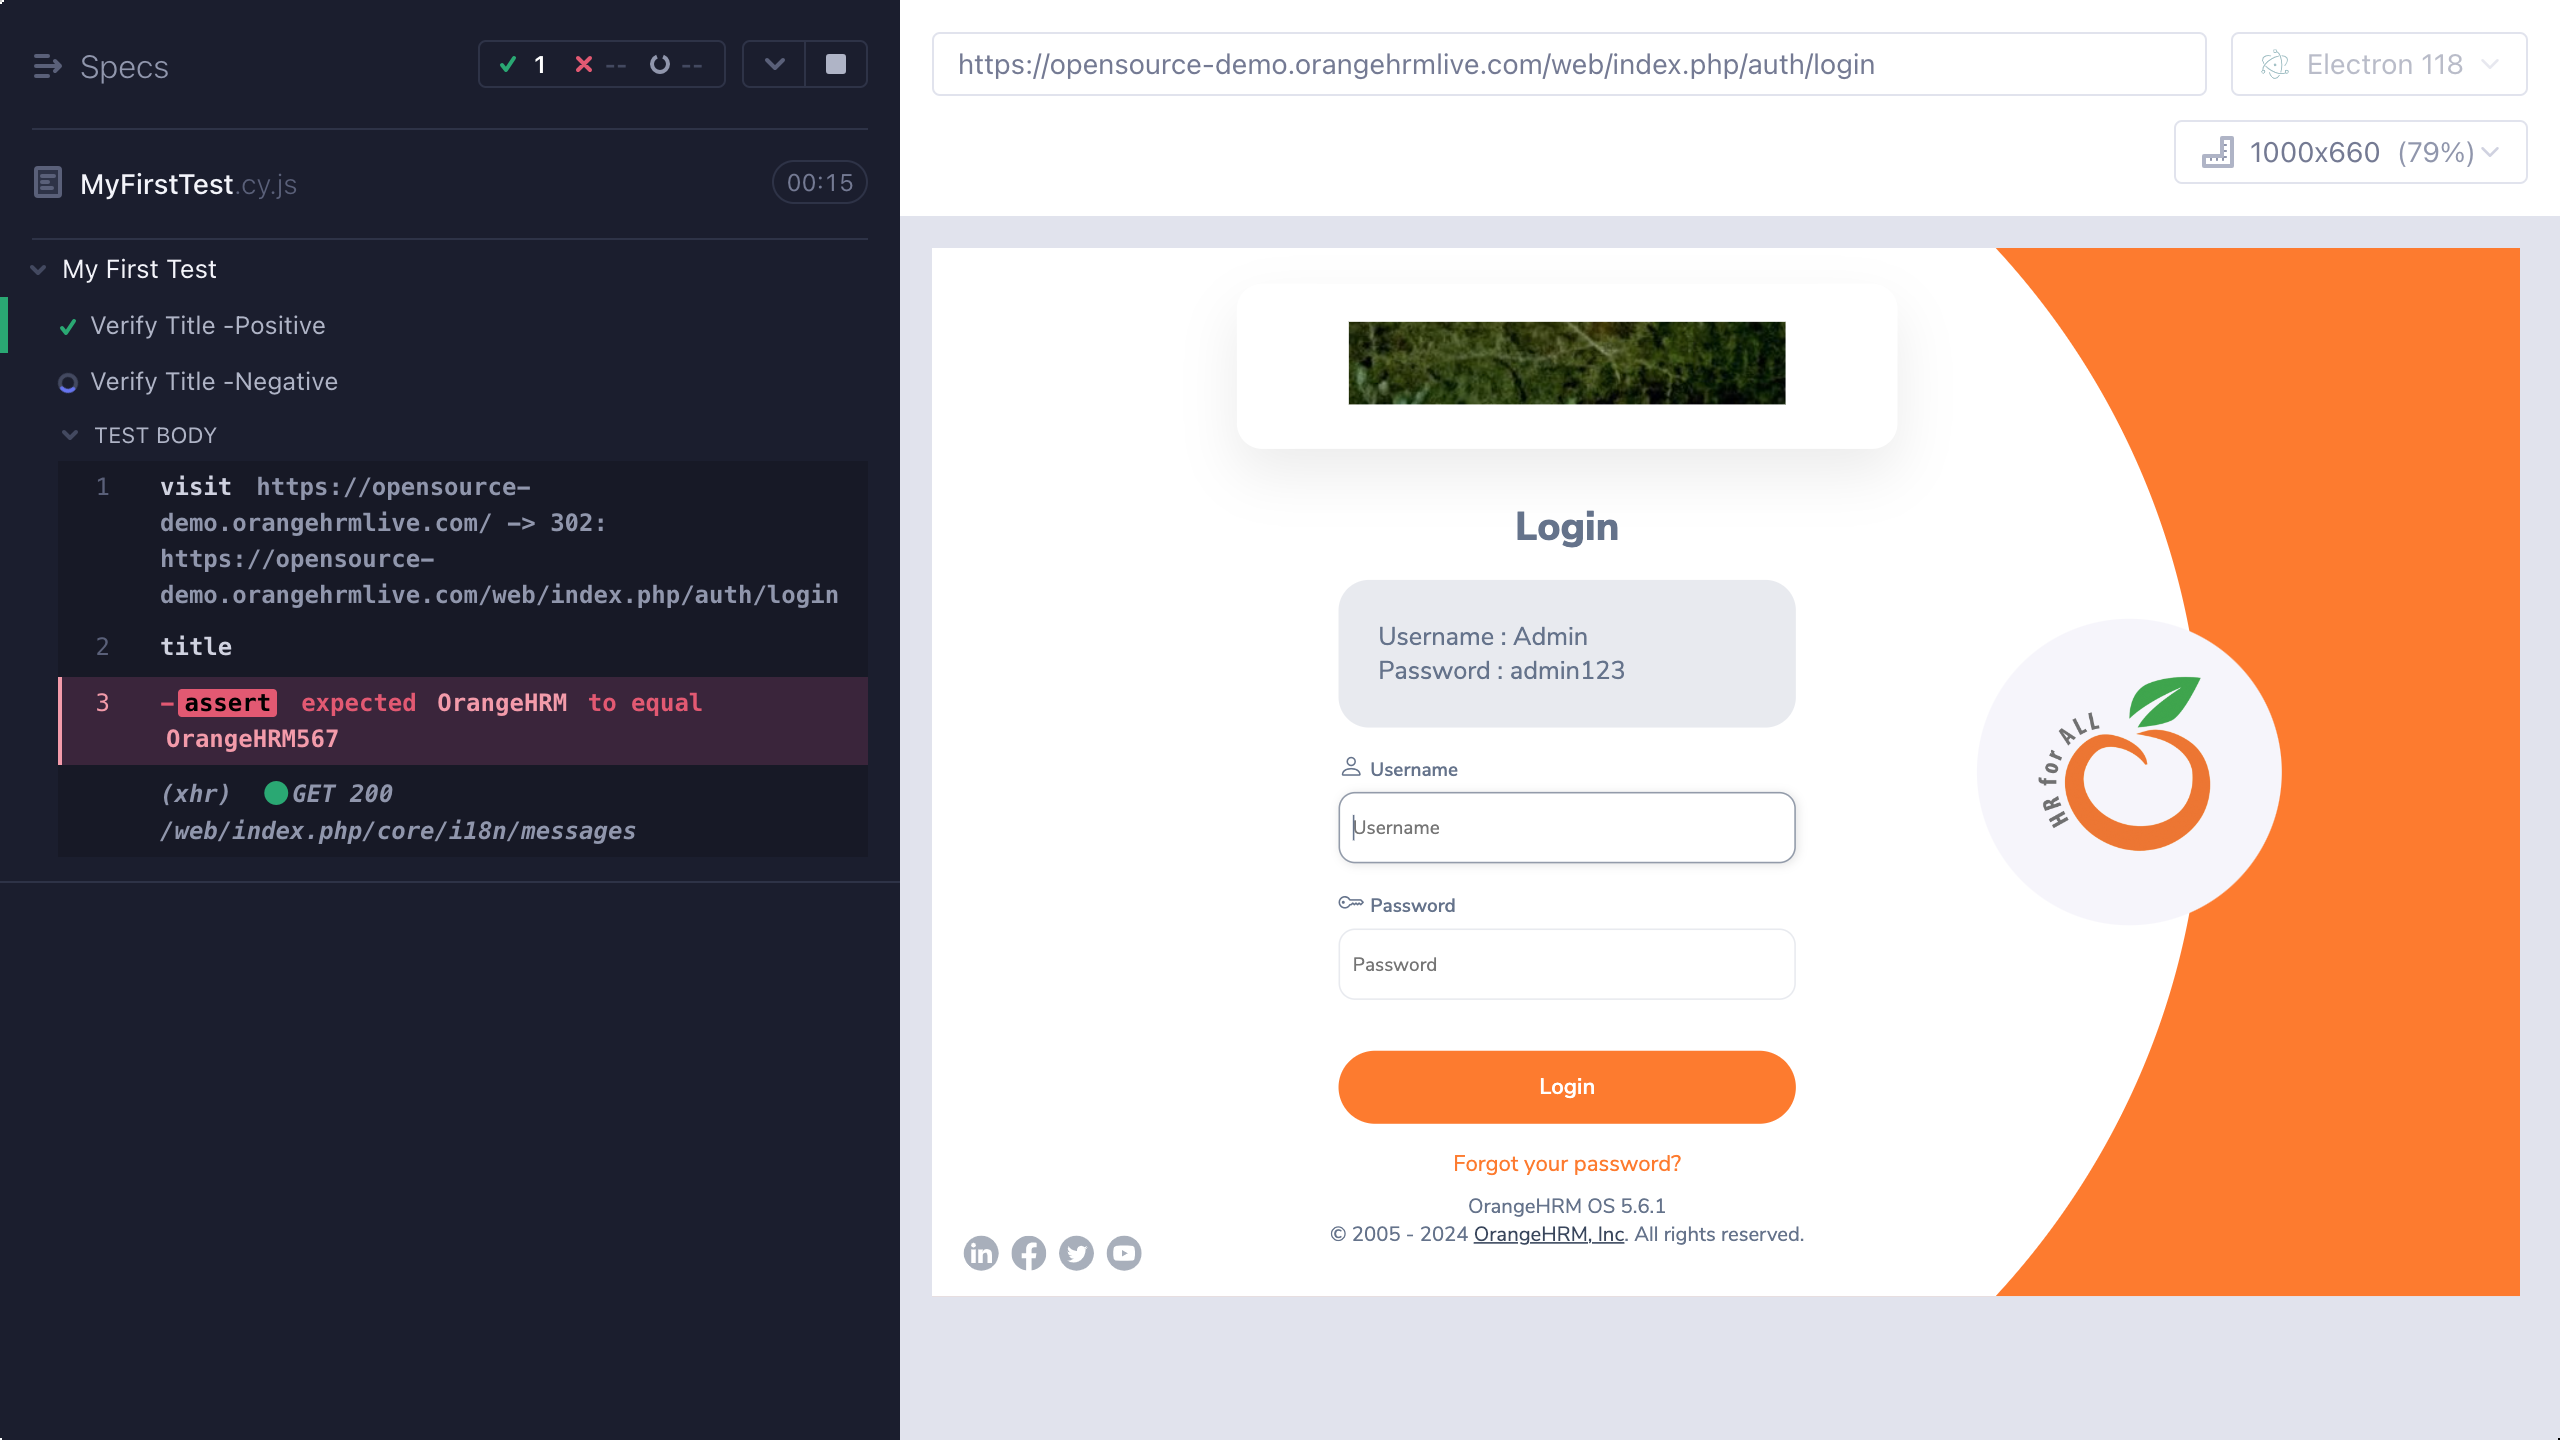 Specs
1 -- --
MyFirstTest.cy.js
00:15
My First Test
Verify Title -Positive
Verify Title -Negative
TEST BODY
1 visit https://opensource-
demo.orangehrmlive.com/ -> 302:
https://opensource-
demo.orangehrmlive.com/web/index.php/auth/login
2 title
3 -assert expected OrangeHRM to equal
OrangeHRM567
(xhr) GET 200
/web/index.php/core/i18n/messages
https://opensource-demo.orangehrmlive.com/web/index.php/auth/login
Electron 118
1000x660 (79%)
Login
Username : Admin
Password : admin123
Username
Username
Password
Password
Login
Forgot your password?
OrangeHRM OS 5.6.1
© 2005 - 2024 OrangeHRM, Inc. All rights reserved.
HR for ALL